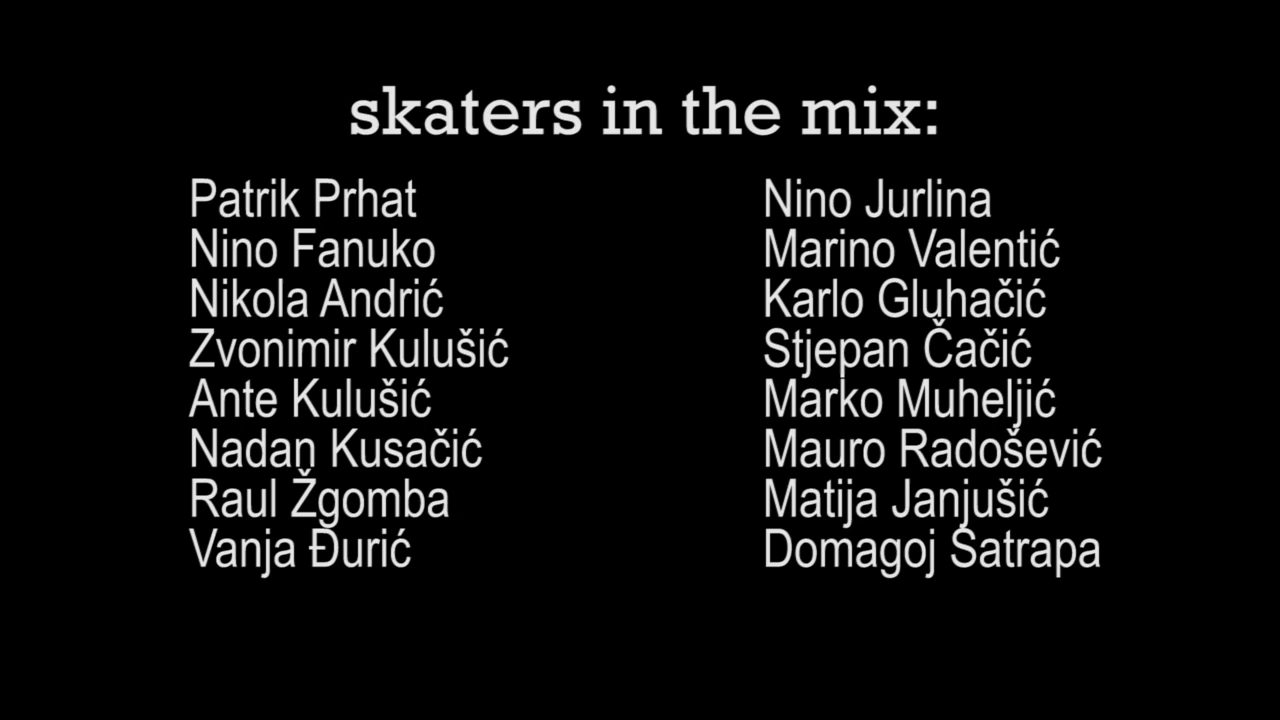 skaters in the mix:
Patrik Prhat
Nino Fanuko
Nikola Andrić
Zvonimir Kulušić
Ante Kulušić
Nadan Kusačić
Raul Žgomba
Vanja Đurić
Nino Jurlina
Marino Valentić
Karlo Gluhačić
Stjepan Čačić
Marko Muheljić
Mauro Radošević
Matija Janjušić
Domagoj Satrapa